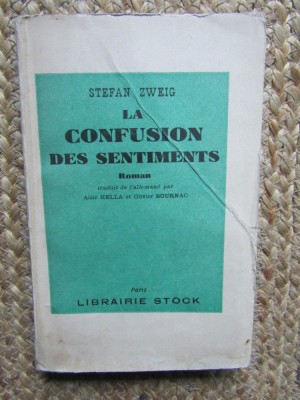 STEFAN ZWEIG
LA
CONFUSION
DES SENTIMENTS
Roman
traduit de l'allemand par
Alzir HELLA et Olivier BOURNAC
Paris
LIBRAIRIE STOCK